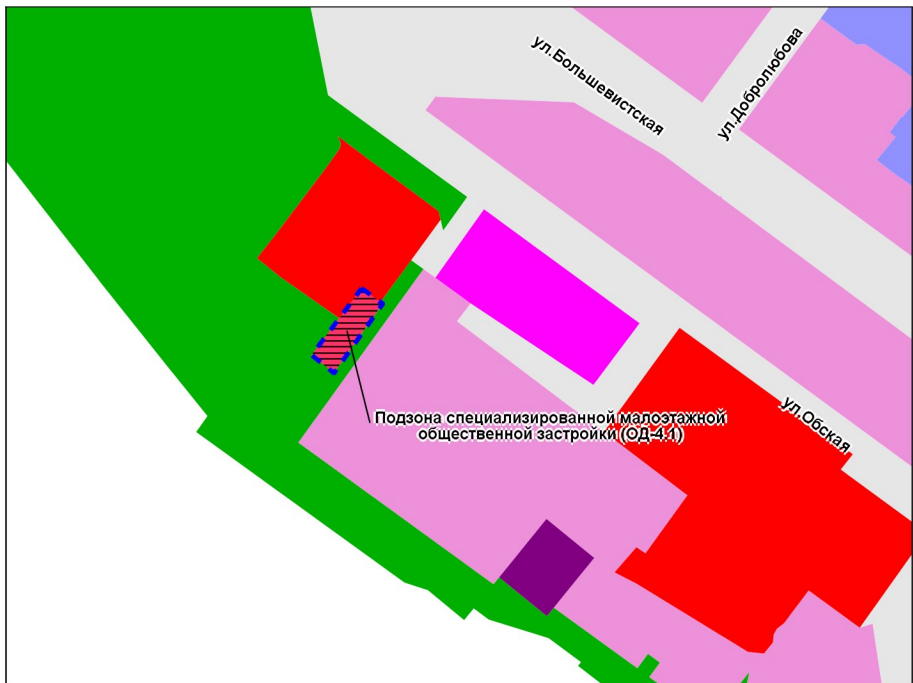 ул.Большевистская
ул.Добролюбова
Подзона специализированной малоэтажной
общественной застройки (ОД-4.1)
ул.Обская